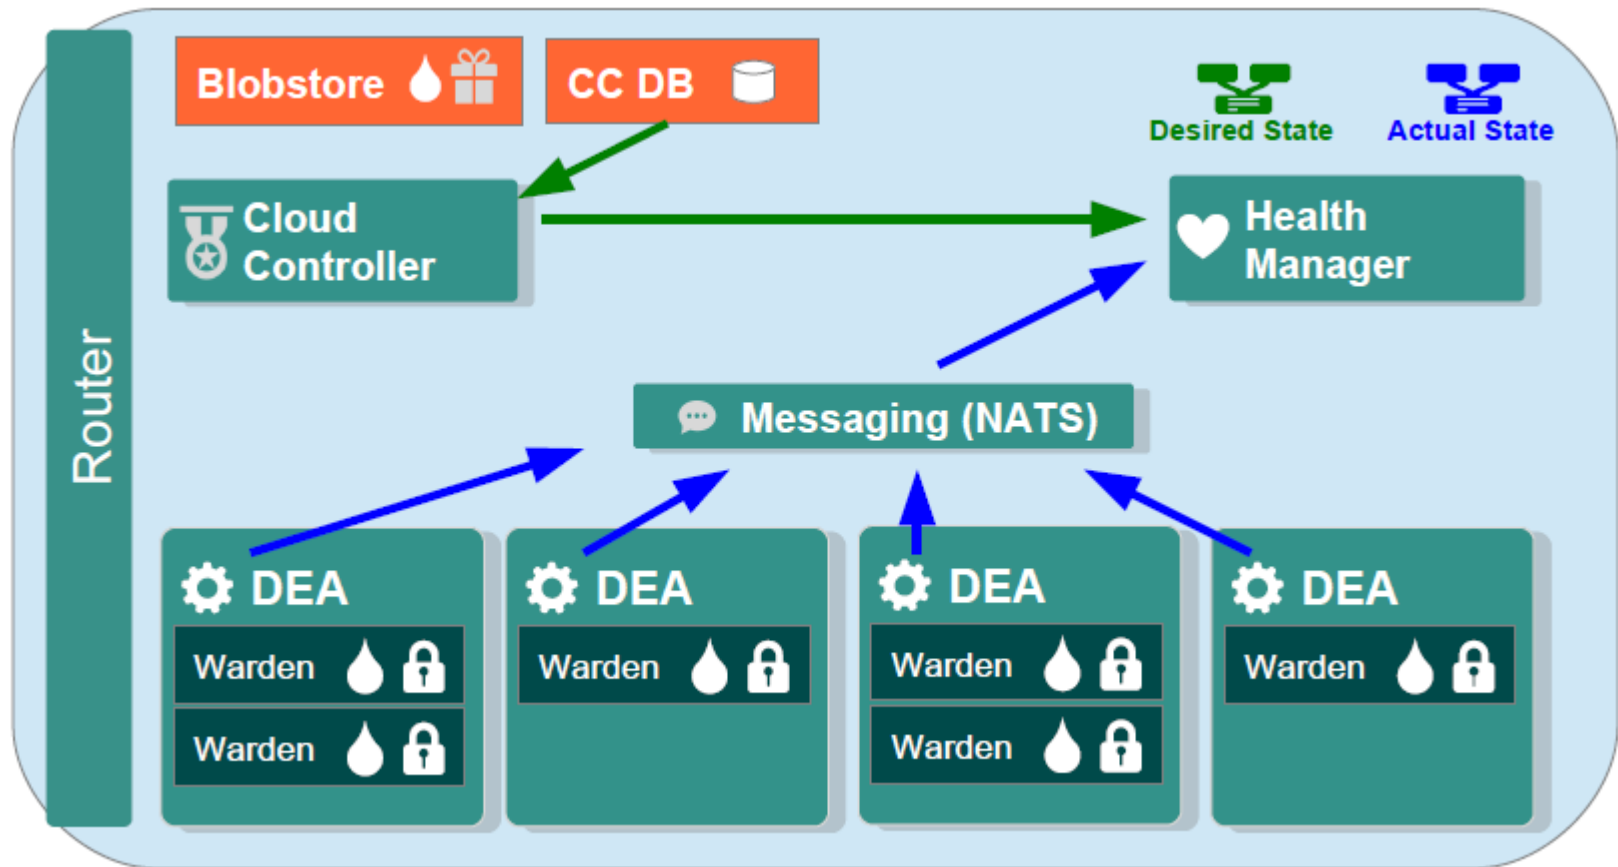 Router
Blobstore
CC DB
Desired State
Actual State
Cloud
Controller
Health
Manager
Messaging (NATS)
DEA
Warden
Warden
DEA
Warden
DEA
Warden
Warden
DEA
Warden